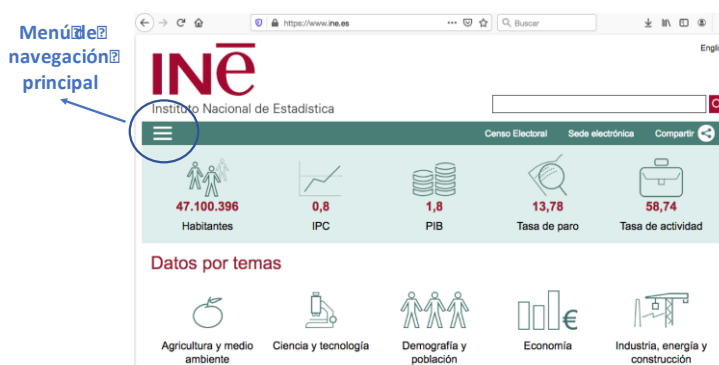 Menú de
navegación
principal
https://www.ine.es
Buscar
Engli
INe
Instituto Nacional de Estadística
Censo Electoral Sede electrónica Compartir
47.100.396 0,8 1,8 13,78 58,74
Habitantes IPC PIB Tasa de paro Tasa de actividad
Datos por temas
€
Agricultura y medio ambiente
Ciencia y tecnología
Demografía y población
Economía
Industria, energía y construcción